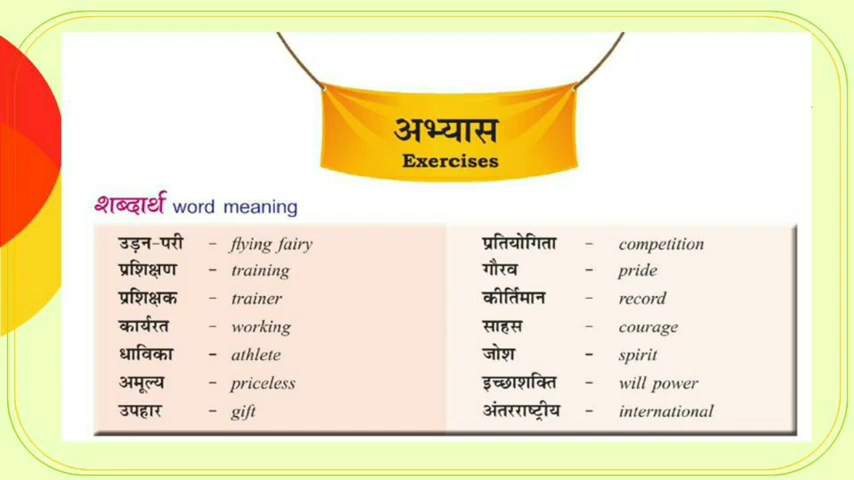 अभ्यास
Exercises
शब्दार्थ word meaning
उड़न-परी - flying fairy
प्रशिक्षण - training
प्रशिक्षक - trainer
कार्यरत - working
धाविका - athlete
अमूल्य - priceless
उपहार - gift
प्रतियोगिता - competition
गौरव - pride
कीर्तिमान - record
साहस - courage
जोश - spirit
इच्छाशक्ति - will power
अंतरराष्ट्रीय - international